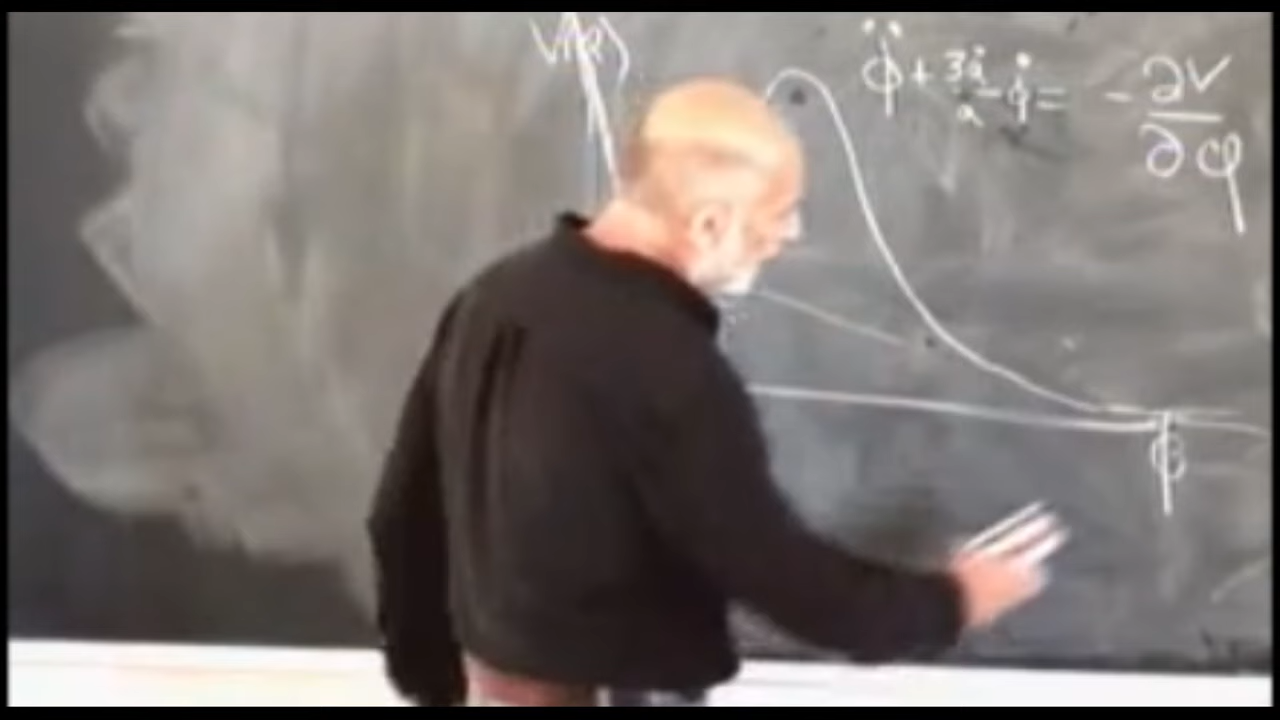 V(φ)
φ̈ + 3ȧ/a φ̇ = - ∂V/∂φ
φ